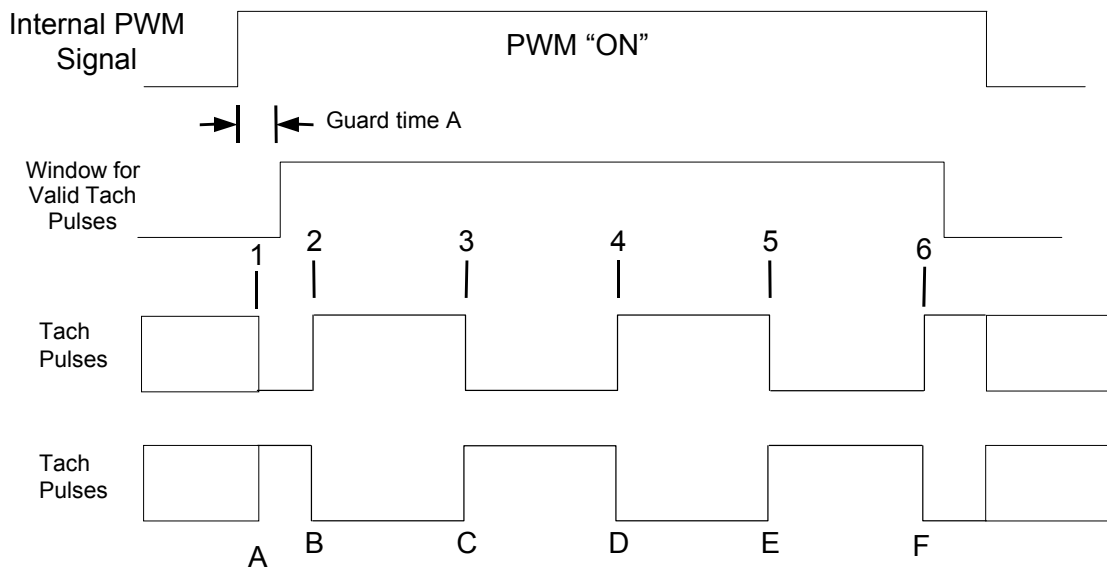 Internal PWM
Signal
PWM “ON”
Guard time A
Window for
Valid Tach
Pulses
1
2
3
4
5
6
Tach
Pulses
Tach
Pulses
A
B
C
D
E
F